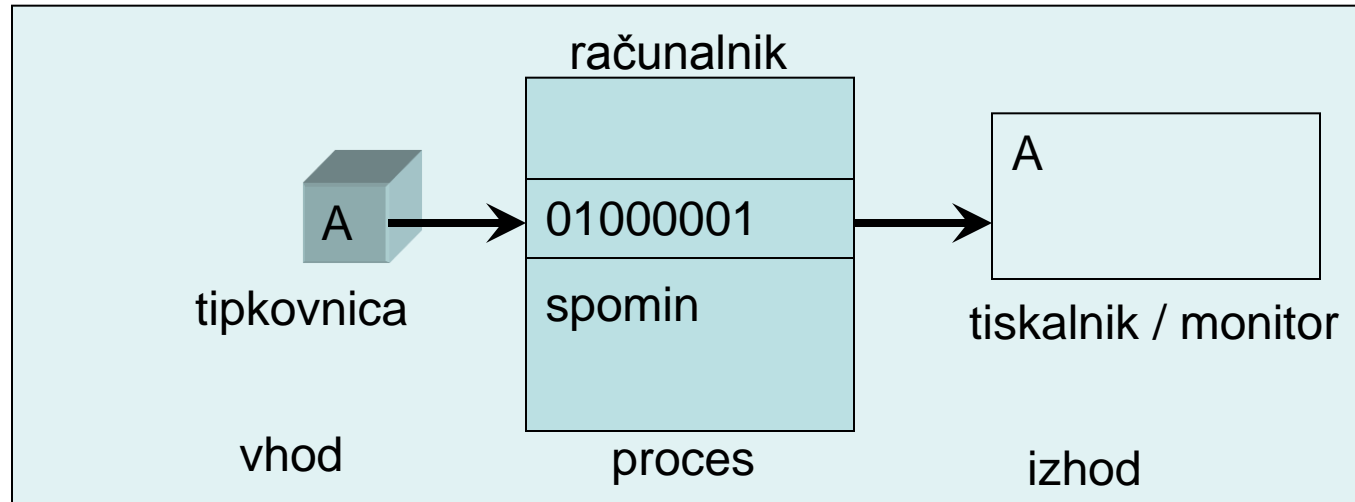 računalnik
A
01000001
A
tipkovnica
spomin
tiskalnik / monitor
vhod
proces
izhod